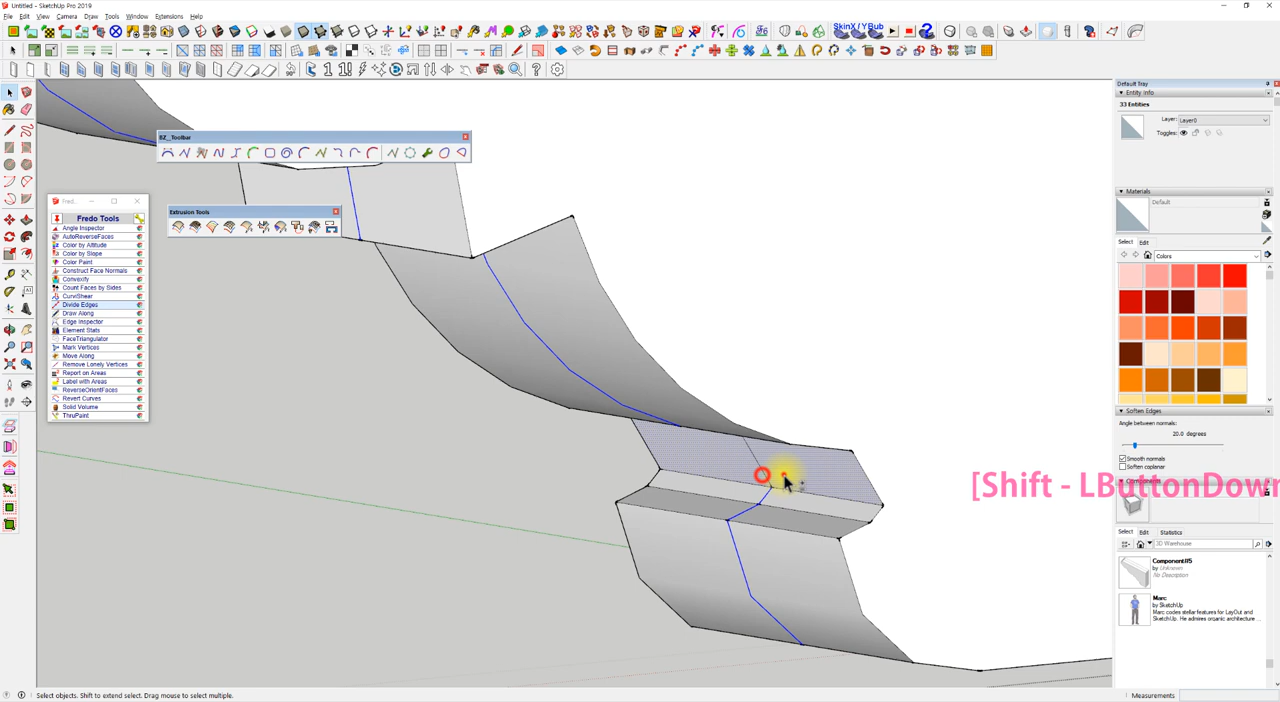 Untitled - SketchUp Pro 2019
File Edit View Camera Draw Tools Window Extensions Help
SkinX/YBub
Default Tray
Entity Info
33 Entities
Layer: Layer0
Toggles:
Materials
Default
Select Edit
Colors
BZ__Toolbar
Extrusion Tools
Fred...
Fredo Tools
Angle Inspector
AutoReverseFaces
Color by Altitude
Color by Slope
Color Paint
Construct Face Normals
Convexify
Count Faces by Sides
CurviShear
Divide Edges
Draw Along
Edge Inspector
Element Stats
FaceTriangulator
Mark Vertices
Move Along
Remove Lonely Vertices
Report on Areas
Label with Areas
ReverseOrientFaces
Revert Curves
Solid Volume
ThruPaint
Soften Edges
Angle between normals:
20.0 degrees
Smooth normals
Soften coplanar
[Shift - LButtonDown
Components
Select Edit Statistics
3D Warehouse
Component#5
by Unknown
No Description
Marc
by SketchUp
Marc codes stellar features for LayOut and
SketchUp. He admires organic architecture ...
Select objects. Shift to extend select. Drag mouse to select multiple.
Measurements